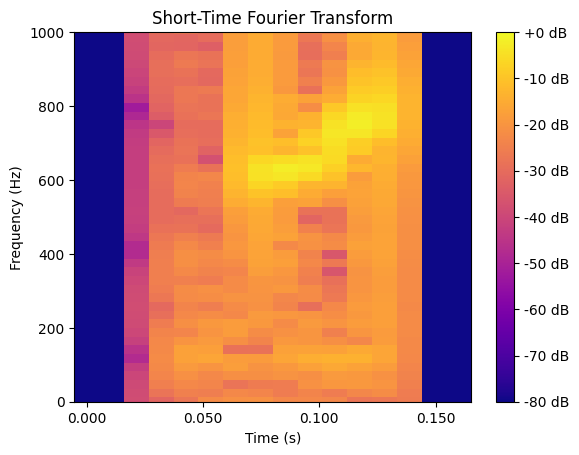 Short-Time Fourier Transform
Frequency (Hz)
1000
800
600
400
200
0
0.000
0.050
0.100
0.150
Time (s)
+0 dB
-10 dB
-20 dB
-30 dB
-40 dB
-50 dB
-60 dB
-70 dB
-80 dB